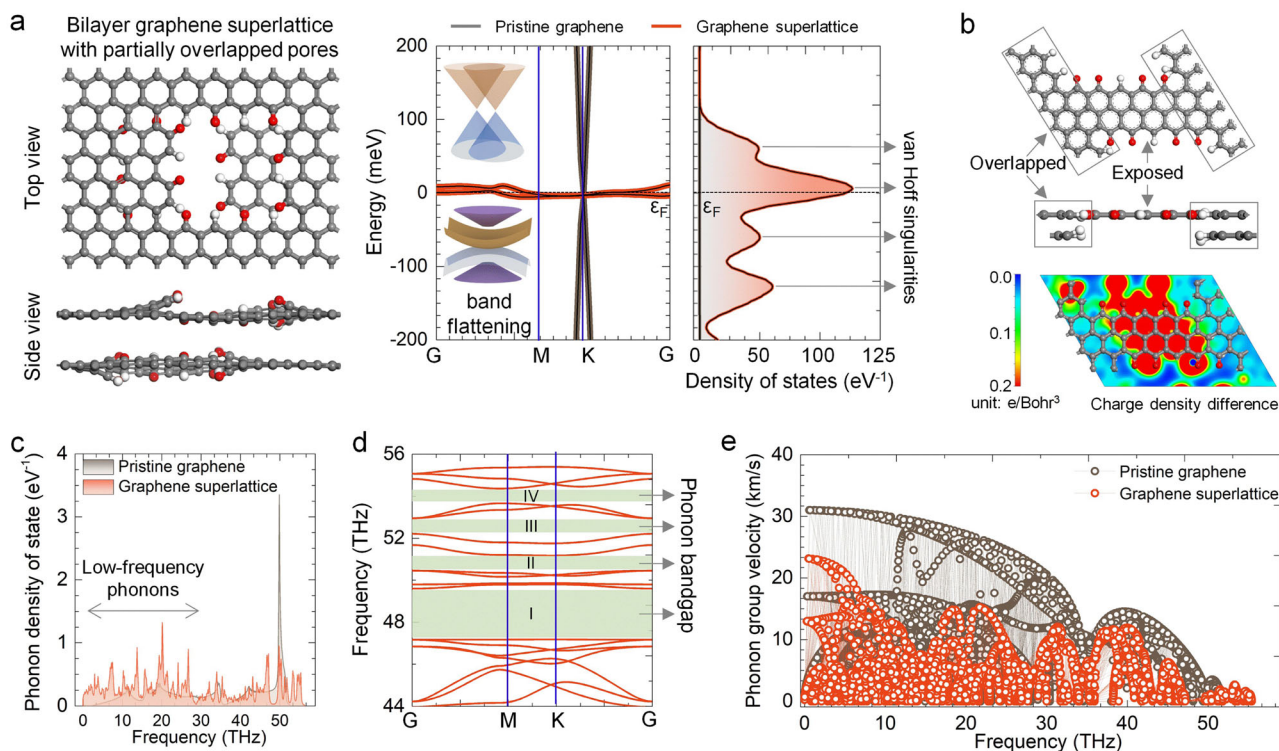 a
Bilayer graphene superlattice
with partially overlapped pores
Top view
Side view
Pristine graphene
Graphene superlattice
Energy (meV)
200
100
0
-100
-200
band
flattening
εF
G
M
K
G
εF
0
50
100
125
Density of states (eV⁻¹)
van Hoff singularities
b
Overlapped
Exposed
0.0
0.1
0.2
unit: e/Bohr³
Charge density difference
c
Phonon density of state (eV⁻¹)
4
3
2
1
0
Pristine graphene
Graphene superlattice
Low-frequency
phonons
0
10
20
30
40
50
Frequency (THz)
d
Frequency (THz)
56
52
48
44
IV
III
II
I
G
M
K
G
Phonon bandgap
e
Phonon group velocity (km/s)
40
30
20
10
0
Pristine graphene
Graphene superlattice
0
10
20
30
40
50
Frequency (THz)